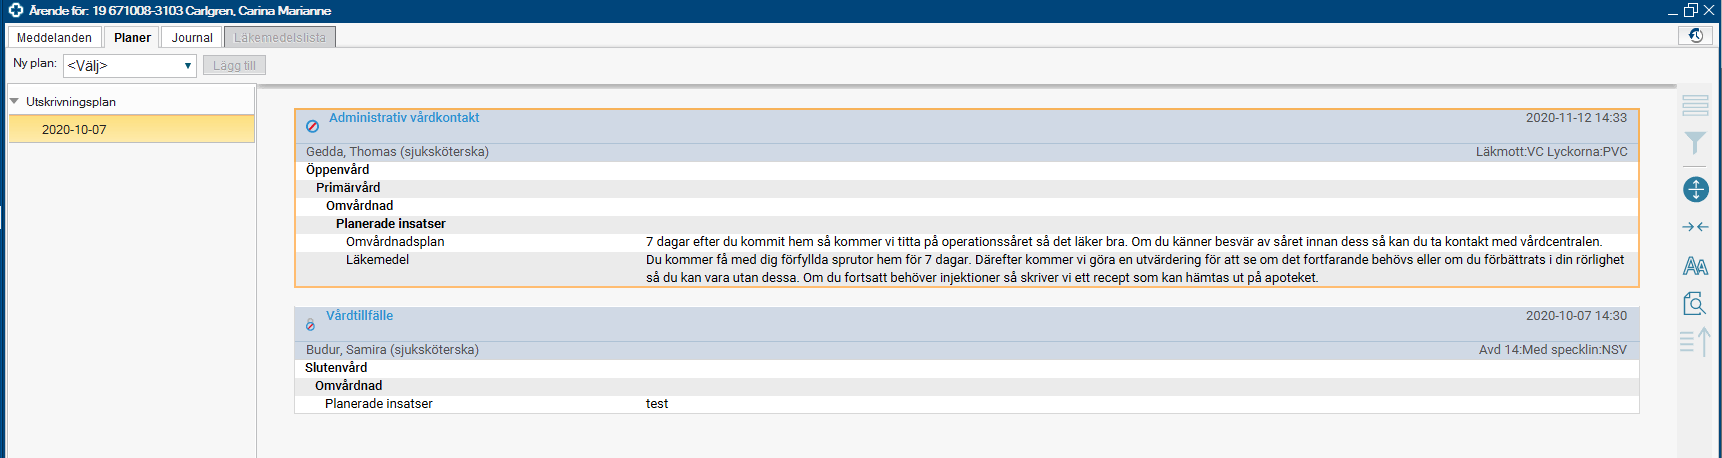 Ärende för: 19 671008-3103 Carlgren, Carina Marianne
Meddelanden Planer Journal Läkemedelslista
Ny plan: <Välj> Lägg till
Utskrivningsplan
2020-10-07
Administrativ vårdkontakt 2020-11-12 14:33
Gedda, Thomas (sjuksköterska) Läkmott:VC Lyckorna:PVC
Öppenvård
Primärvård
Omvårdnad
Planerade insatser
Omvårdnadsplan 7 dagar efter du kommit hem så kommer vi titta på operationssåret så det läker bra. Om du känner besvär av såret innan dess så kan du ta kontakt med vårdcentralen.
Läkemedel Du kommer få med dig förfyllda sprutor hem för 7 dagar. Därefter kommer vi göra en utvärdering för att se om det fortfarande behövs eller om du förbättrats i din rörlighet
så du kan vara utan dessa. Om du fortsatt behöver injektioner så skriver vi ett recept som kan hämtas ut på apoteket.
Vårdtillfälle 2020-10-07 14:30
Budur, Samira (sjuksköterska) Avd 14:Med specklin:NSV
Slutenvård
Omvårdnad
Planerade insatser test
AA